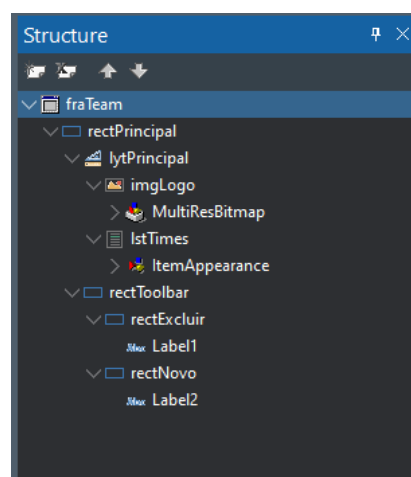 Structure
fraTeam
rectPrincipal
lytPrincipal
imgLogo
MultiResBitmap
lstTimes
ItemAppearance
rectToolbar
rectExcluir
Label1
rectNovo
Label2